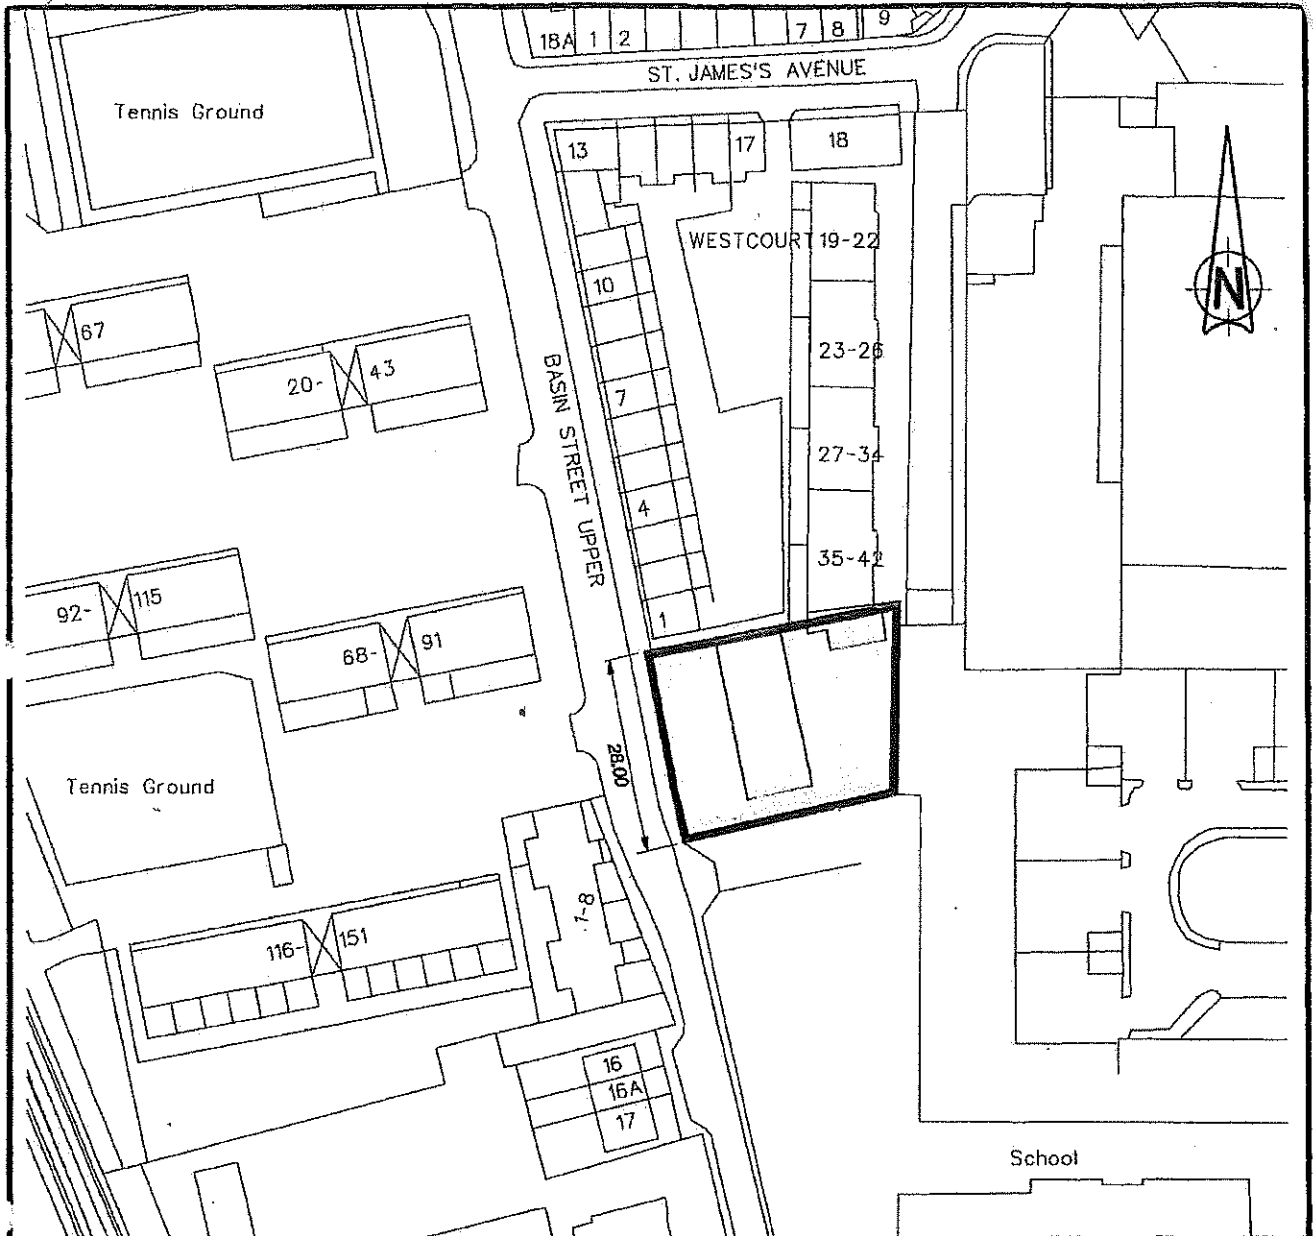 18A 1 2 7 8 9
ST. JAMES'S AVENUE
Tennis Ground
13 17 18
WESTCOURT 19-22
10
N
67
20- 43
23-26
BASIN STREET UPPER
7
27-34
4
35-42
92- 115
1
68- 91
28.00
Tennis Ground
1-8
116- 151
16
16A
17
School